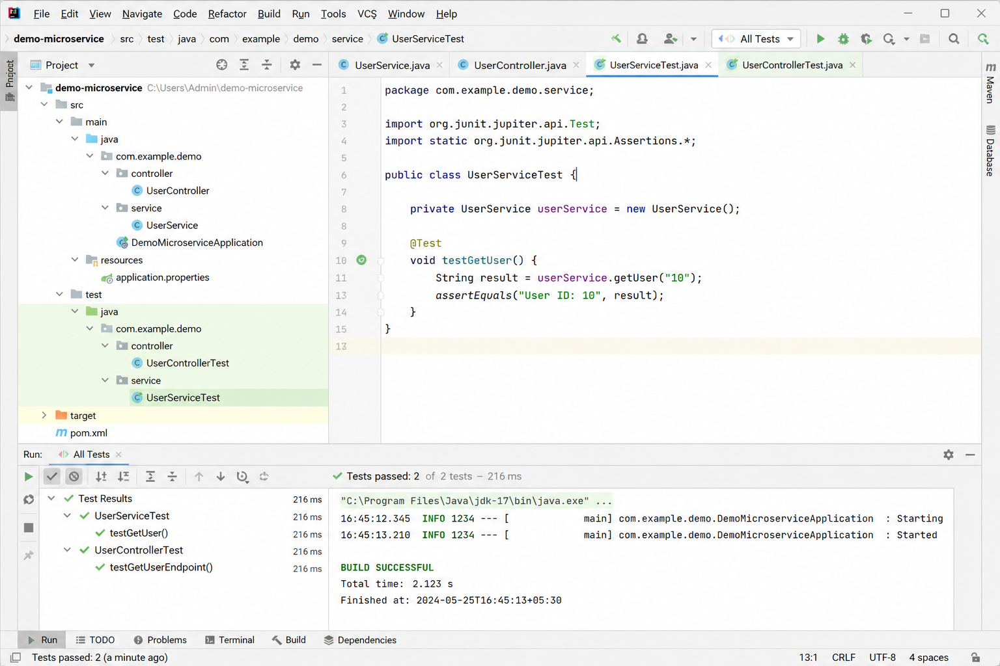 File Edit View Navigate Code Refactor Build Run Tools VCS Window Help
demo-microservice src test java com example demo service UserServiceTest All Tests
Project
Project
UserService.java UserController.java UserServiceTest.java UserControllerTest.java
demo-microservice C:\Users\Admin\demo-microservice
src
main
java
com.example.demo
controller
UserController
service
UserService
DemoMicroserviceApplication
resources
application.properties
test
java
com.example.demo
controller
UserControllerTest
service
UserServiceTest
target
m pom.xml
1 package com.example.demo.service;
2
3 import org.junit.jupiter.api.Test;
4 import static org.junit.jupiter.api.Assertions.*;
5
6 public class UserServiceTest {
7
8 private UserService userService = new UserService();
8
9 @Test
10 void testGetUser() {
11 String result = userService.getUser("10");
13 assertEquals("User ID: 10", result);
14 }
15 }
13
m Maven
Database
Run: All Tests
Tests passed: 2 of 2 tests – 216 ms
Test Results 216 ms
UserServiceTest 216 ms
testGetUser() 216 ms
UserControllerTest 216 ms
testGetUserEndpoint() 216 ms
"C:\Program Files\Java\jdk-17\bin\java.exe" ...
16:45:12.345 INFO 1234 --- [ main] com.example.demo.DemoMicroserviceApplication : Starting
16:45:13.210 INFO 1234 --- [ main] com.example.demo.DemoMicroserviceApplication : Started
BUILD SUCCESSFUL
Total time: 2.123 s
Finished at: 2024-05-25T16:45:13+05:30
Run TODO Problems Terminal Build Dependencies
Tests passed: 2 (a minute ago) 13:1 CRLF UTF-8 4 spaces